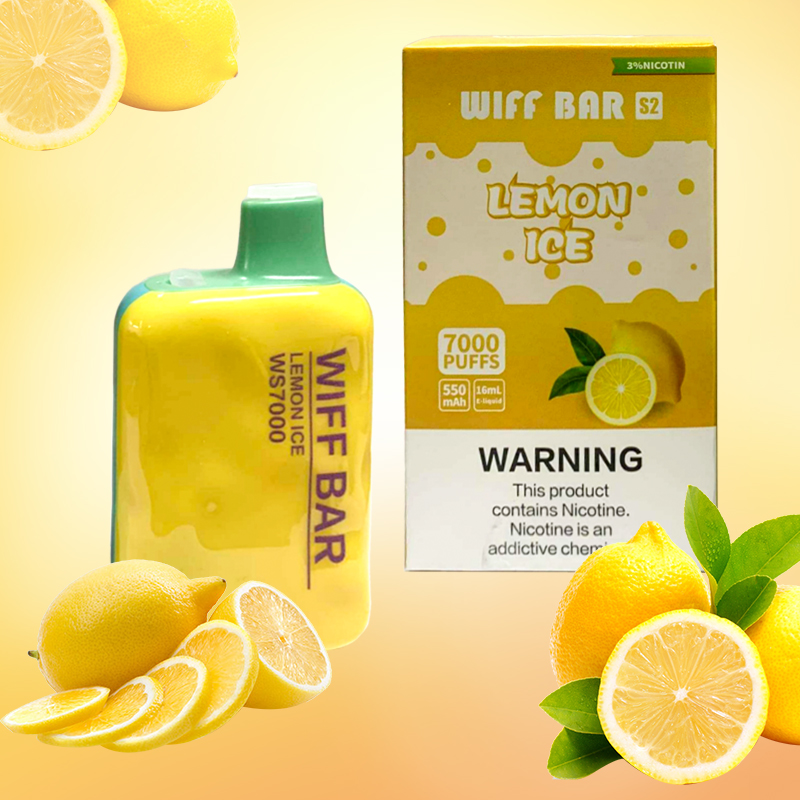 3%NICOTIN
WIFF BAR S2
LEMON
ICE
7000
PUFFS
550
mAh
16mL
E-liquid
WARNING
This product
contains Nicotine.
Nicotine is an
addictive
WIFF BAR
LEMON ICE
WS7000